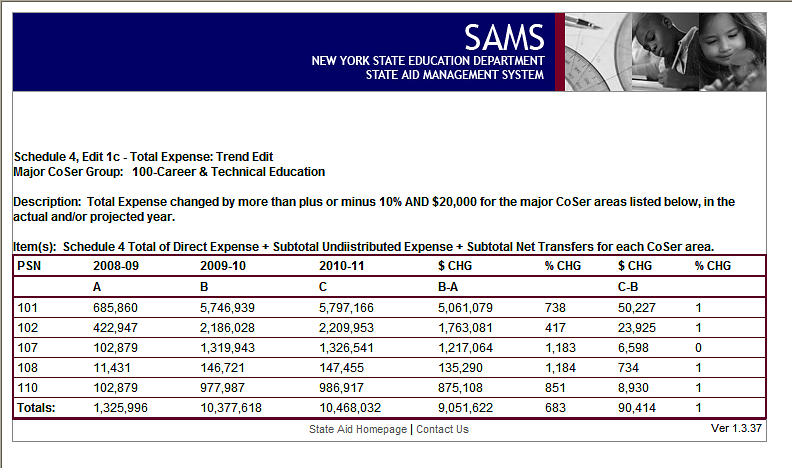 SAMS
NEW YORK STATE EDUCATION DEPARTMENT
STATE AID MANAGEMENT SYSTEM
Schedule 4, Edit 1c - Total Expense: Trend Edit
Major CoSer Group: 100-Career & Technical Education
Description: Total Expense changed by more than plus or minus 10% AND $20,000 for the major CoSer areas listed below, in the
actual and/or projected year.
Item(s): Schedule 4 Total of Direct Expense + Subtotal Undiistributed Expense + Subtotal Net Transfers for each CoSer area.
PSN 2008-09 2009-10 2010-11 $ CHG % CHG $ CHG % CHG
A B C B-A C-B
101 685,860 5,746,939 5,797,166 5,061,079 738 50,227 1
102 422,947 2,186,028 2,209,953 1,763,081 417 23,925 1
107 102,879 1,319,943 1,326,541 1,217,064 1,183 6,598 0
108 11,431 146,721 147,455 135,290 1,184 734 1
110 102,879 977,987 986,917 875,108 851 8,930 1
Totals: 1,325,996 10,377,618 10,468,032 9,051,622 683 90,414 1
State Aid Homepage | Contact Us Ver 1.3.37